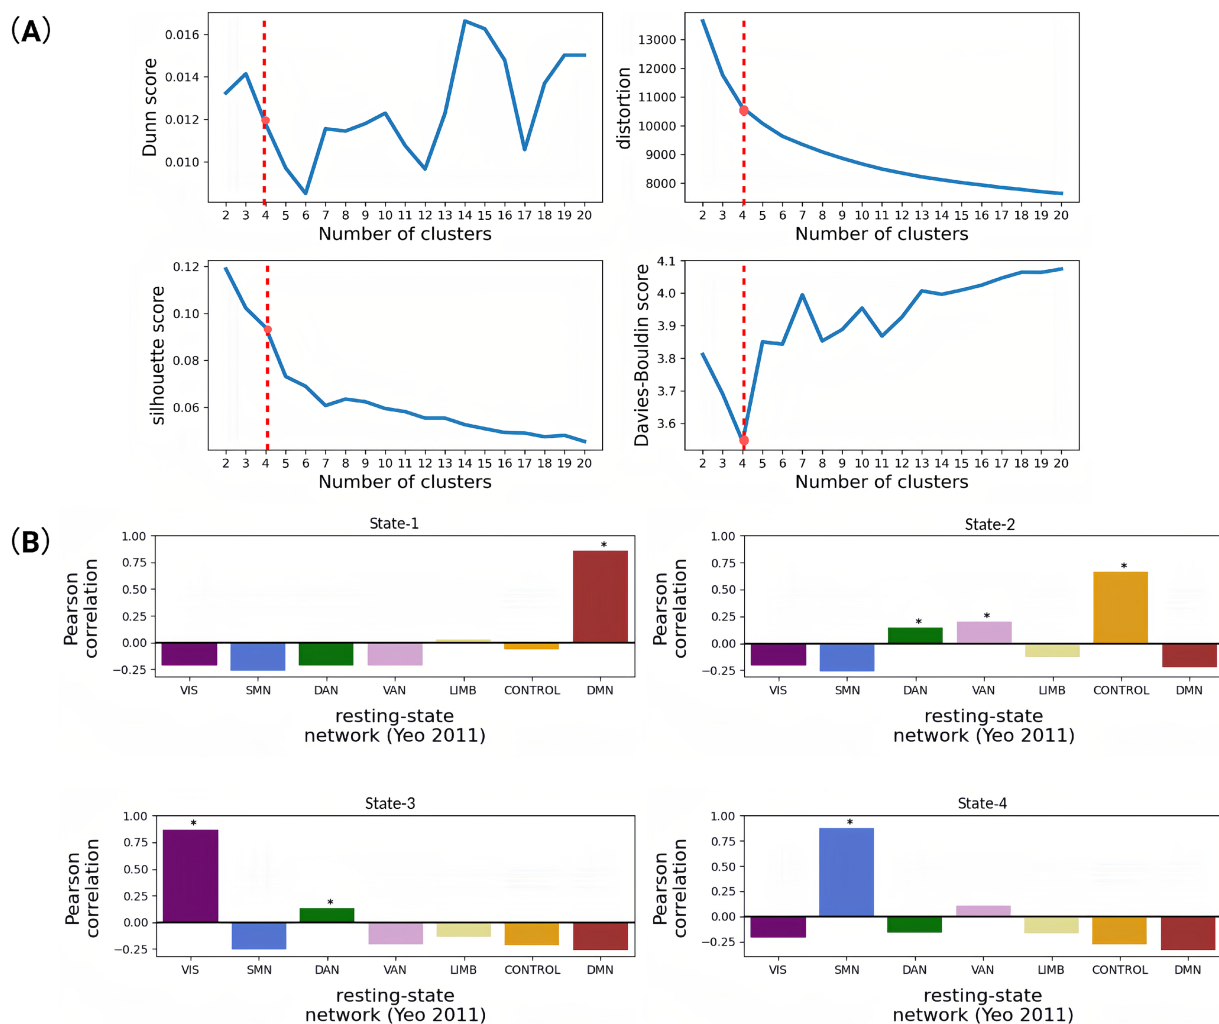 (A)
Dunn score
0.016
0.014
0.012
0.010
2 3 4 5 6 7 8 9 10 11 12 13 14 15 16 17 18 19 20
Number of clusters
distortion
13000
12000
11000
10000
9000
8000
2 3 4 5 6 7 8 9 10 11 12 13 14 15 16 17 18 19 20
Number of clusters
silhouette score
0.12
0.10
0.08
0.06
2 3 4 5 6 7 8 9 10 11 12 13 14 15 16 17 18 19 20
Number of clusters
Davies-Bouldin score
4.1
4.0
3.9
3.8
3.7
3.6
2 3 4 5 6 7 8 9 10 11 12 13 14 15 16 17 18 19 20
Number of clusters
(B)
State-1
Pearson
correlation
1.00
0.75
0.50
0.25
0.00
−0.25
*
VIS SMN DAN VAN LIMB CONTROL DMN
resting-state
network (Yeo 2011)
State-2
Pearson
correlation
1.00
0.75
0.50
0.25
0.00
−0.25
* * *
VIS SMN DAN VAN LIMB CONTROL DMN
resting-state
network (Yeo 2011)
State-3
Pearson
correlation
1.00
0.75
0.50
0.25
0.00
−0.25
* *
VIS SMN DAN VAN LIMB CONTROL DMN
resting-state
network (Yeo 2011)
State-4
Pearson
correlation
1.00
0.75
0.50
0.25
0.00
−0.25
*
VIS SMN DAN VAN LIMB CONTROL DMN
resting-state
network (Yeo 2011)